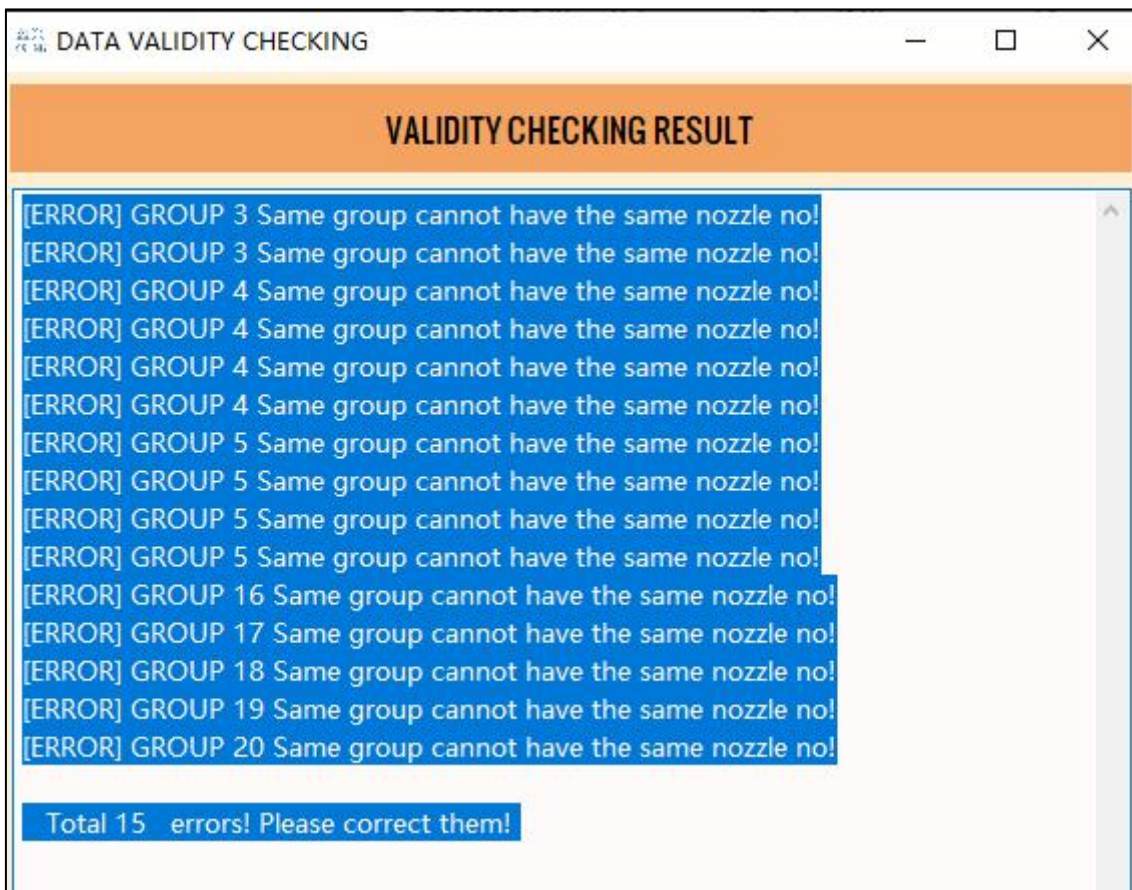 DATA VALIDITY CHECKING
VALIDITY CHECKING RESULT
[ERROR] GROUP 3 Same group cannot have the same nozzle no!
[ERROR] GROUP 3 Same group cannot have the same nozzle no!
[ERROR] GROUP 4 Same group cannot have the same nozzle no!
[ERROR] GROUP 4 Same group cannot have the same nozzle no!
[ERROR] GROUP 4 Same group cannot have the same nozzle no!
[ERROR] GROUP 4 Same group cannot have the same nozzle no!
[ERROR] GROUP 5 Same group cannot have the same nozzle no!
[ERROR] GROUP 5 Same group cannot have the same nozzle no!
[ERROR] GROUP 5 Same group cannot have the same nozzle no!
[ERROR] GROUP 5 Same group cannot have the same nozzle no!
[ERROR] GROUP 16 Same group cannot have the same nozzle no!
[ERROR] GROUP 17 Same group cannot have the same nozzle no!
[ERROR] GROUP 18 Same group cannot have the same nozzle no!
[ERROR] GROUP 19 Same group cannot have the same nozzle no!
[ERROR] GROUP 20 Same group cannot have the same nozzle no!
Total 15 errors! Please correct them!